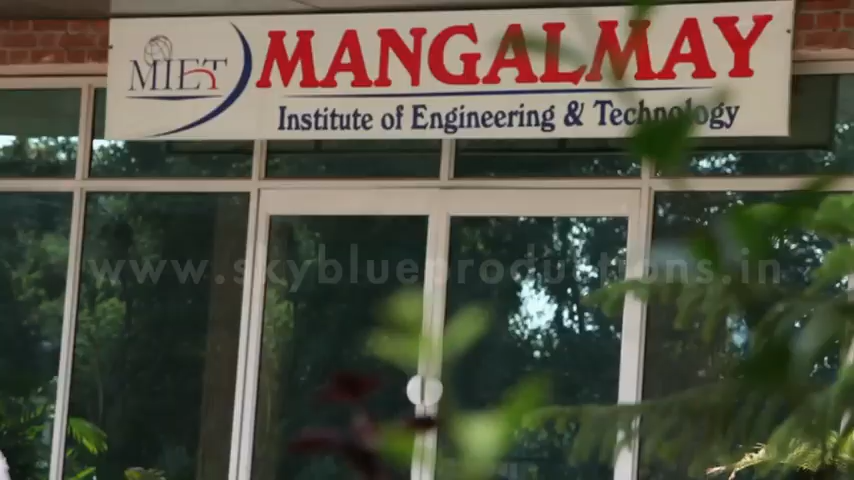 MIET MANGALMAY
Institute of Engineering & Technology
www.skyblueproductions.in